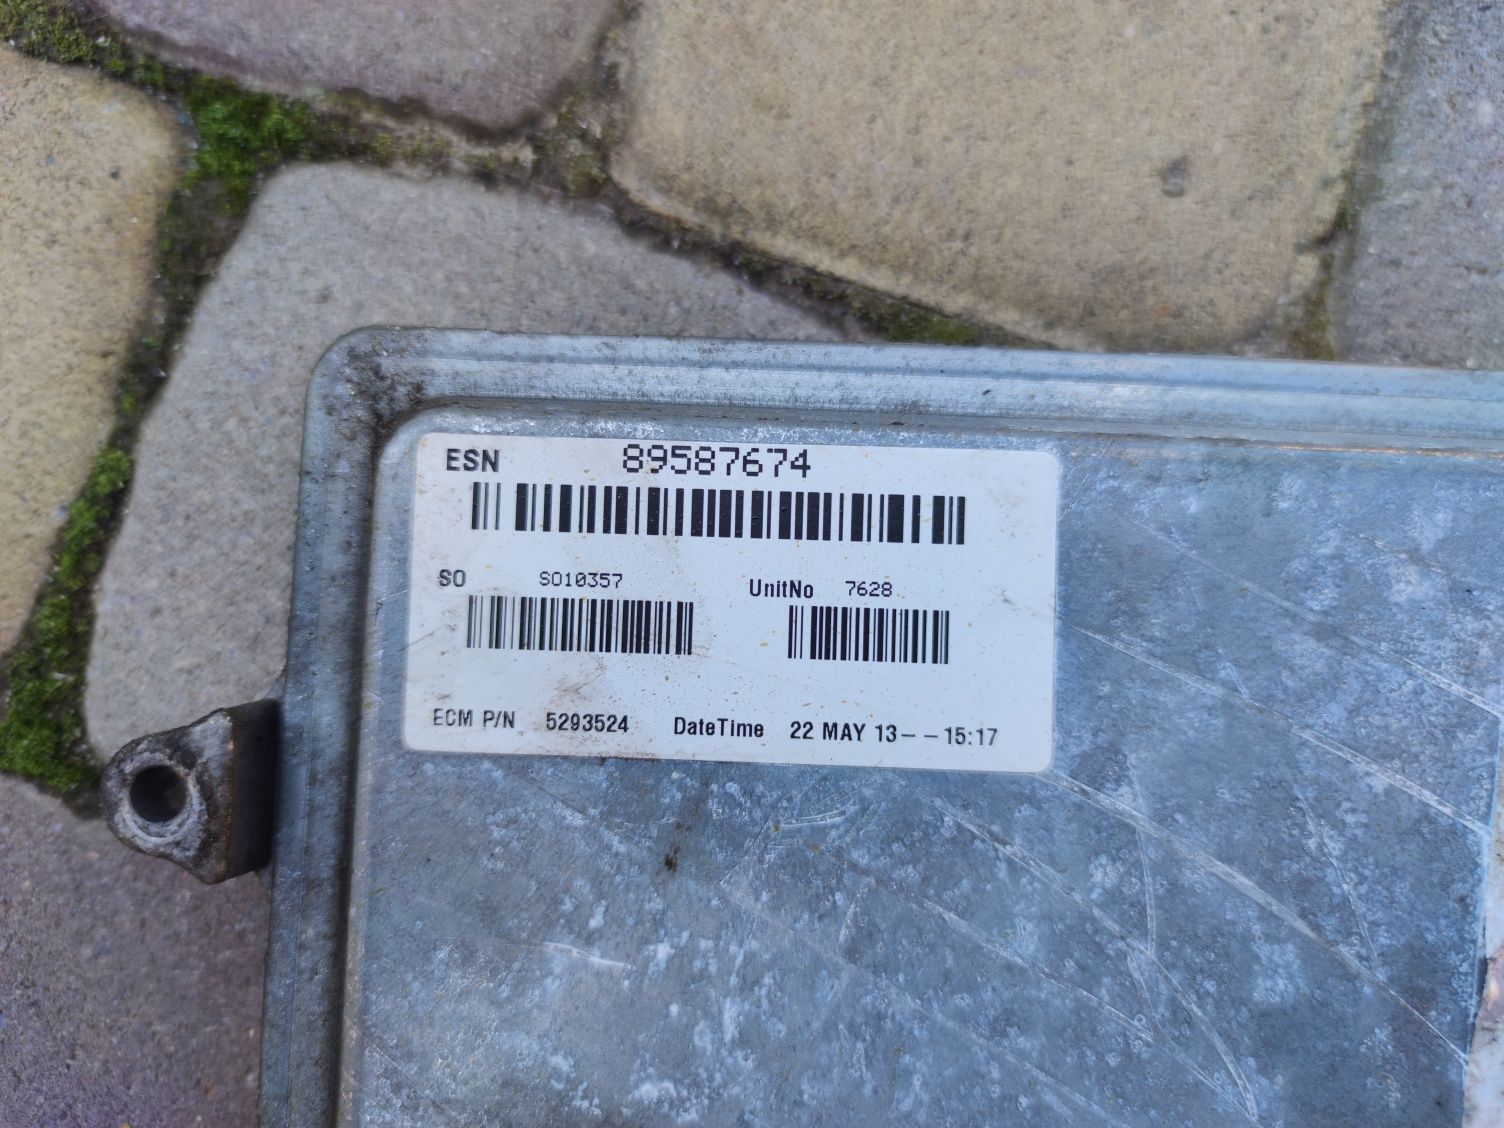 ESN 89587674
SO SO10357 UnitNo 7628
ECM P/N 5293524 DateTime 22 MAY 13-- 15:17